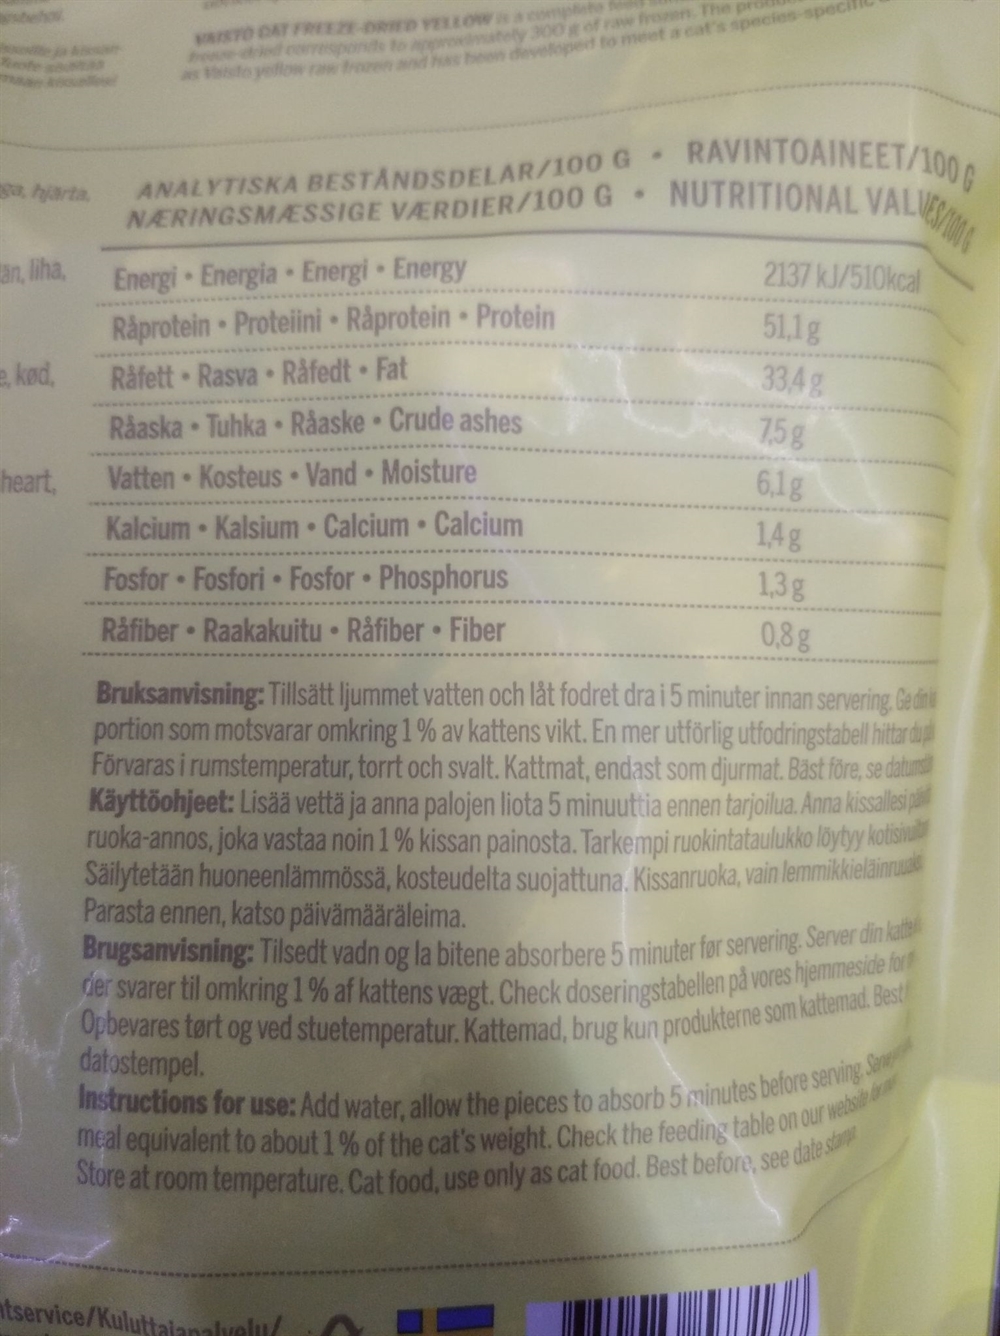 VAISTO CAT FREEZE-DRIED YELLOW is a complete
freeze-dried corresponds to approximately 300 g of raw frozen. The
as Vaisto yellow raw frozen and has been developed to meet a cat's species-specific
hjärta,
ANALYTISKA BESTÅNDSDELAR/100 G • RAVINTOAINEET/100 G
NÆRINGSMÆSSIGE VÆRDIER/100 G • NUTRITIONAL VALUES/100 G
liha,
Energi • Energia • Energi • Energy 2137 kJ/510kcal
Råprotein • Proteiini • Råprotein • Protein 51,1 g
kød,
Råfett • Rasva • Råfedt • Fat 33,4 g
Råaska • Tuhka • Råaske • Crude ashes 7,5 g
heart,
Vatten • Kosteus • Vand • Moisture 6,1 g
Kalcium • Kalsium • Calcium • Calcium 1,4 g
Fosfor • Fosfori • Fosfor • Phosphorus 1,3 g
Råfiber • Raakakuitu • Råfiber • Fiber 0,8 g
Bruksanvisning: Tillsätt ljummet vatten och låt fodret dra i 5 minuter innan servering. Ge din
portion som motsvarar omkring 1 % av kattens vikt. En mer utförlig utfodringstabell hittar du
Förvaras i rumstemperatur, torrt och svalt. Kattmat, endast som djurmat. Bäst före, se
Käyttöohjeet: Lisää vettä ja anna palojen liota 5 minuuttia ennen tarjoilua. Anna kissallesi
ruoka-annos, joka vastaa noin 1 % kissan painosta. Tarkempi ruokintataulukko löytyy
Säilytetään huoneenlämmössä, kosteudelta suojattuna. Kissanruoka, vain
Parasta ennen, katso päivämääräleima.
Brugsanvisning: Tilsedt vadn og la bitene absorbere 5 minuter før servering. Server din
der svarer til omkring 1 % af kattens vægt. Check doseringstabellen på vores hjemmeside for
Opbevares tørt og ved stuetemperatur. Kattemad, brug kun produkterne som kattemad. Best
datostempel.
Instructions for use: Add water, allow the pieces to absorb 5 minutes before serving.
meal equivalent to about 1 % of the cat's weight. Check the feeding table on our website for
Store at room temperature. Cat food, use only as cat food. Best before, see date stamp
ntservice/Kuluttajapalvelu/